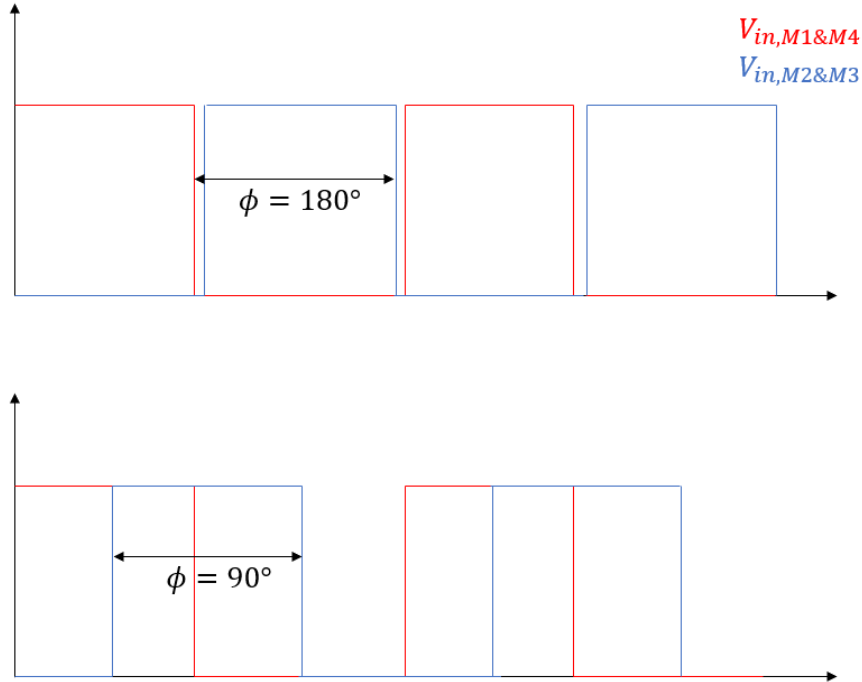 V_{in,M1&M4}
V_{in,M2&M3}
ϕ = 180°
ϕ = 90°